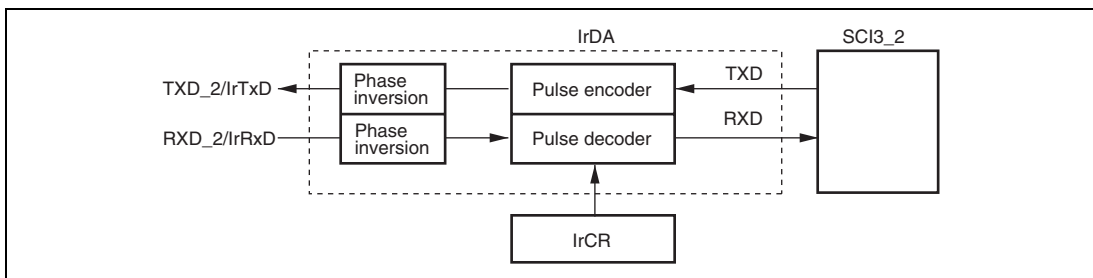 IrDA
SCI3_2
TXD_2/IrTxD
Phase
inversion
Pulse encoder
TXD
RXD_2/IrRxD
Phase
inversion
Pulse decoder
RXD
IrCR